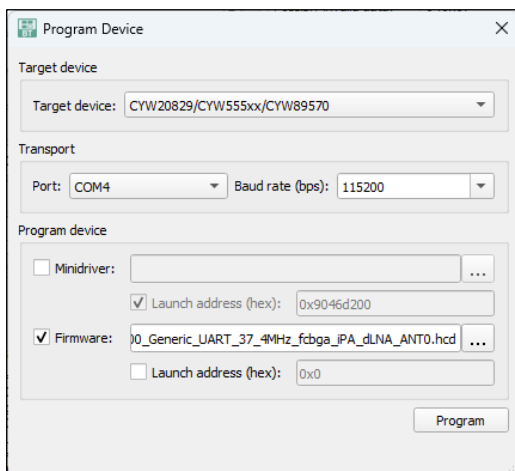 BT
Program Device
Target device
Target device: CYW20829/CYW555xx/CYW89570
Transport
Port: COM4 Baud rate (bps): 115200
Program device
Minidriver: ...
Launch address (hex): 0x9046d200
Firmware: 00_Generic_UART_37_4MHz_fcbga_iPA_dLNA_ANT0.hcd ...
Launch address (hex): 0x0
Program